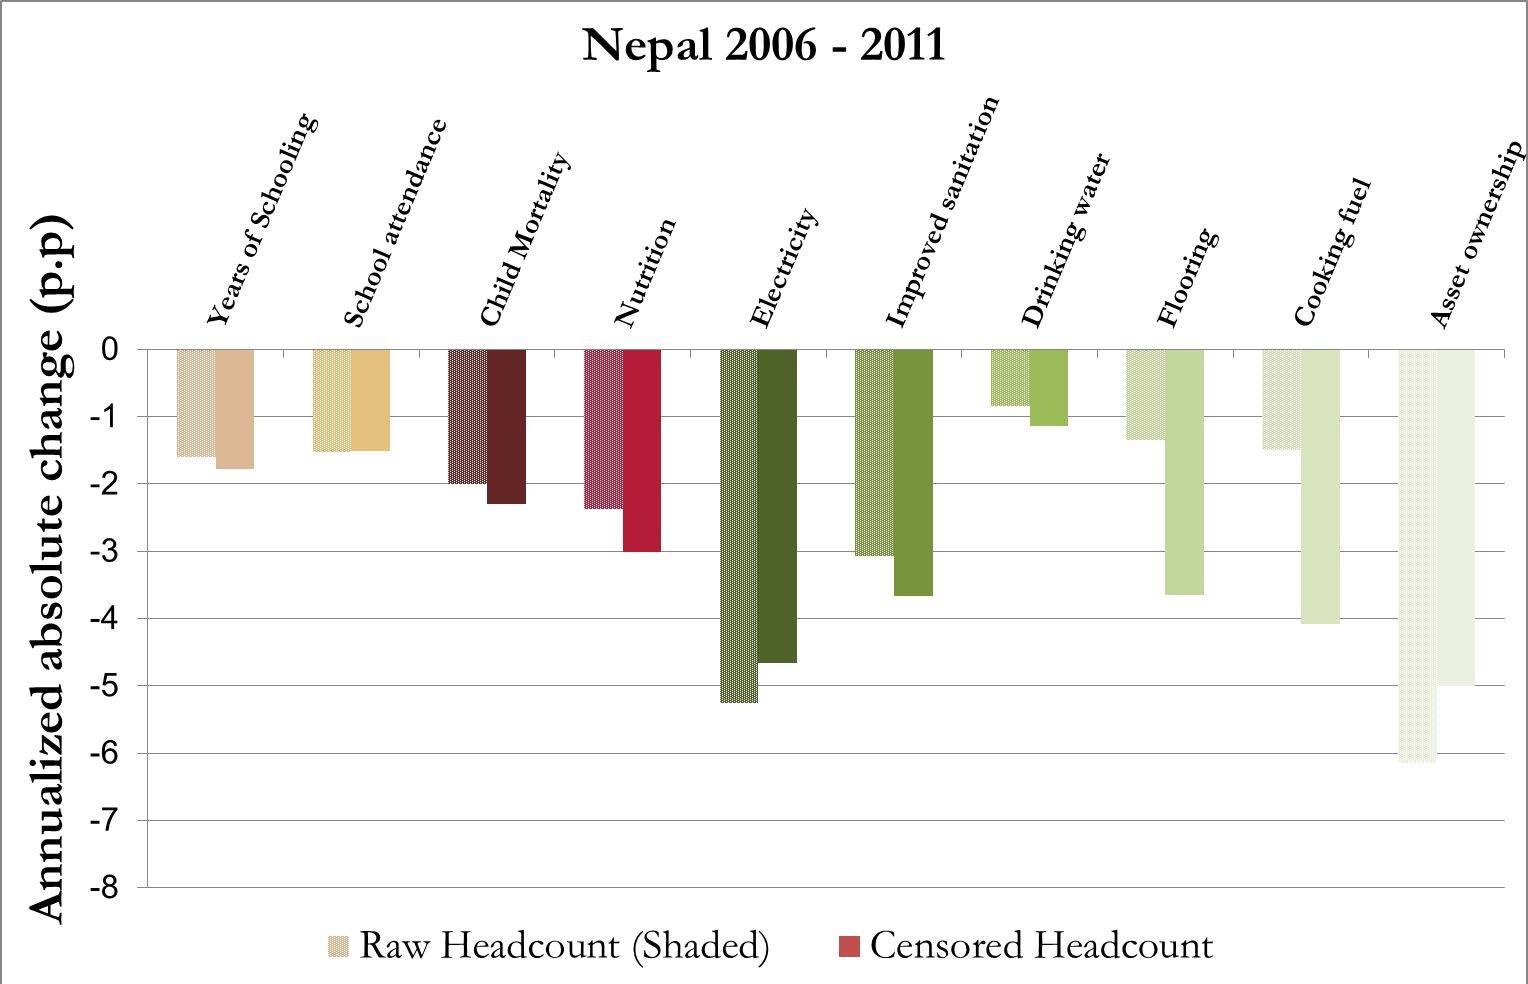 Nepal 2006 - 2011
Years of Schooling
School attendance
Child Mortality
Nutrition
Electricity
Improved sanitation
Drinking water
Flooring
Cooking fuel
Asset ownership
Annualized absolute change (p.p)
0
-1
-2
-3
-4
-5
-6
-7
-8
Raw Headcount (Shaded)
Censored Headcount